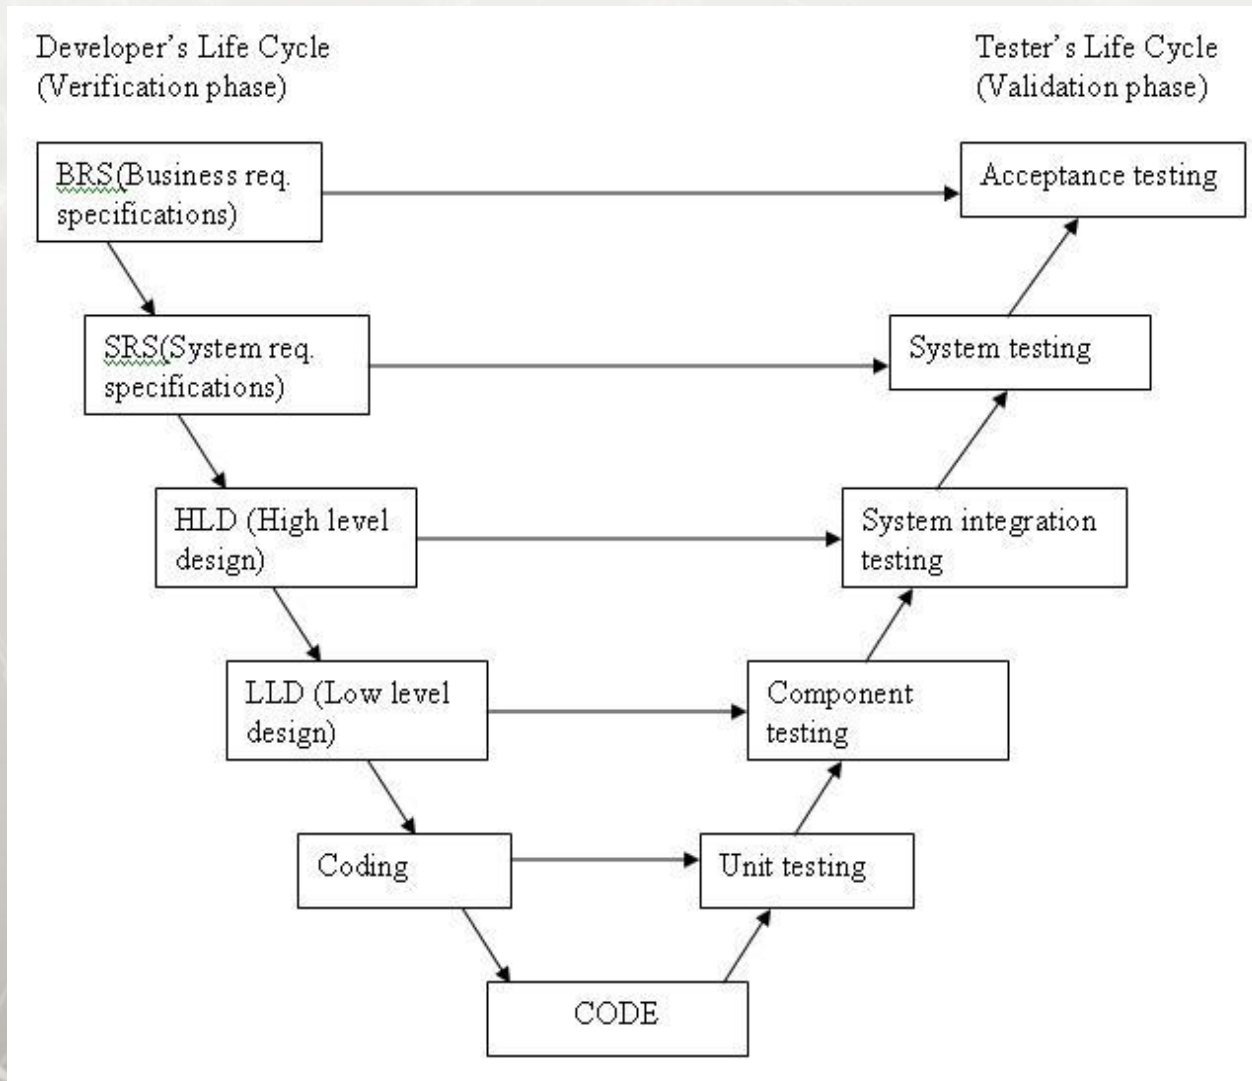 Developer's Life Cycle
(Verification phase)
Tester's Life Cycle
(Validation phase)
BRS(Business req.
specifications)
Acceptance testing
SRS(System req.
specifications)
System testing
HLD (High level
design)
System integration
testing
LLD (Low level
design)
Component
testing
Coding
Unit testing
CODE